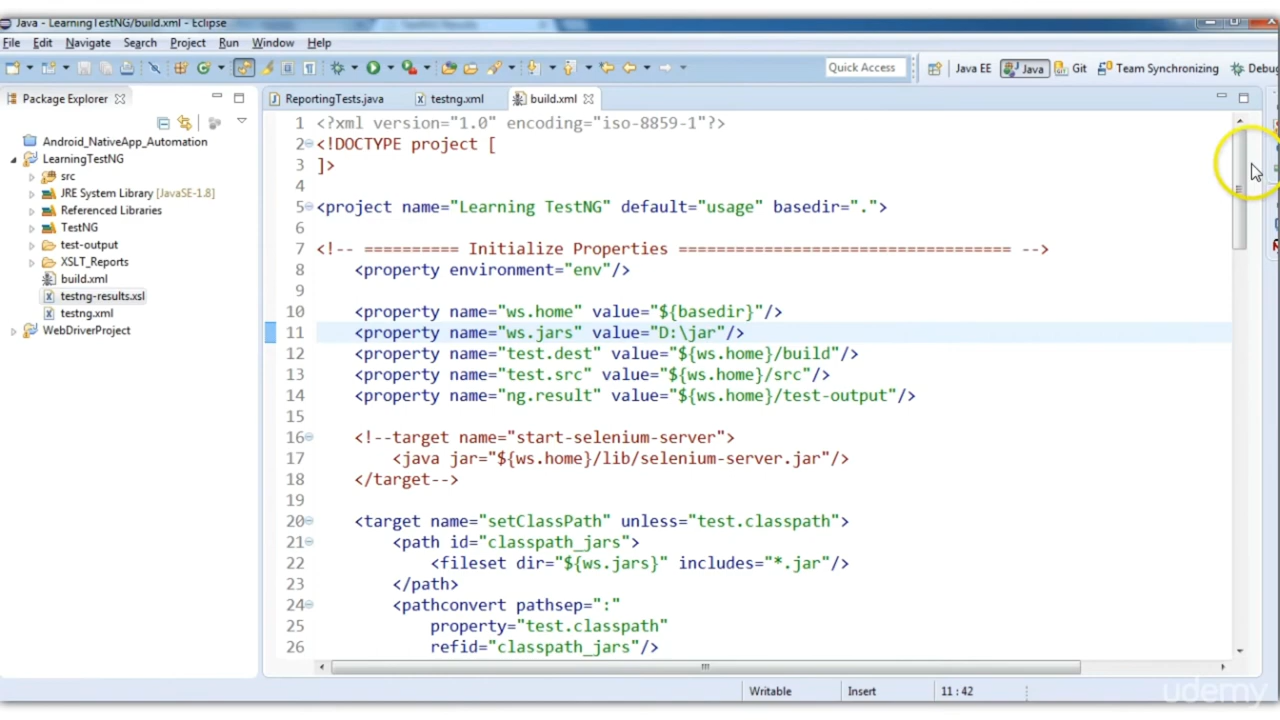 Java - LearningTestNG/build.xml - Eclipse
File Edit Navigate Search Project Run Window Help
Quick Access Java EE Java Git Team Synchronizing Debug
Package Explorer
Android_NativeApp_Automation
LearningTestNG
src
JRE System Library [JavaSE-1.8]
Referenced Libraries
TestNG
test-output
XSLT_Reports
build.xml
testng-results.xsl
testng.xml
WebDriverProject
ReportingTests.java testng.xml build.xml
1 <?xml version="1.0" encoding="iso-8859-1"?>
2 <!DOCTYPE project [
3 ]>
4
5 <project name="Learning TestNG" default="usage" basedir=".">
6
7 <!-- ========== Initialize Properties =================================== -->
8 <property environment="env"/>
9
10 <property name="ws.home" value="${basedir}"/>
11 <property name="ws.jars" value="D:\jar"/>
12 <property name="test.dest" value="${ws.home}/build"/>
13 <property name="test.src" value="${ws.home}/src"/>
14 <property name="ng.result" value="${ws.home}/test-output"/>
15
16 <!--target name="start-selenium-server">
17 <java jar="${ws.home}/lib/selenium-server.jar"/>
18 </target-->
19
20 <target name="setClassPath" unless="test.classpath">
21 <path id="classpath_jars">
22 <fileset dir="${ws.jars}" includes="*.jar"/>
23 </path>
24 <pathconvert pathsep=":"
25 property="test.classpath"
26 refid="classpath_jars"/>
Writable Insert 11 : 42
udemy